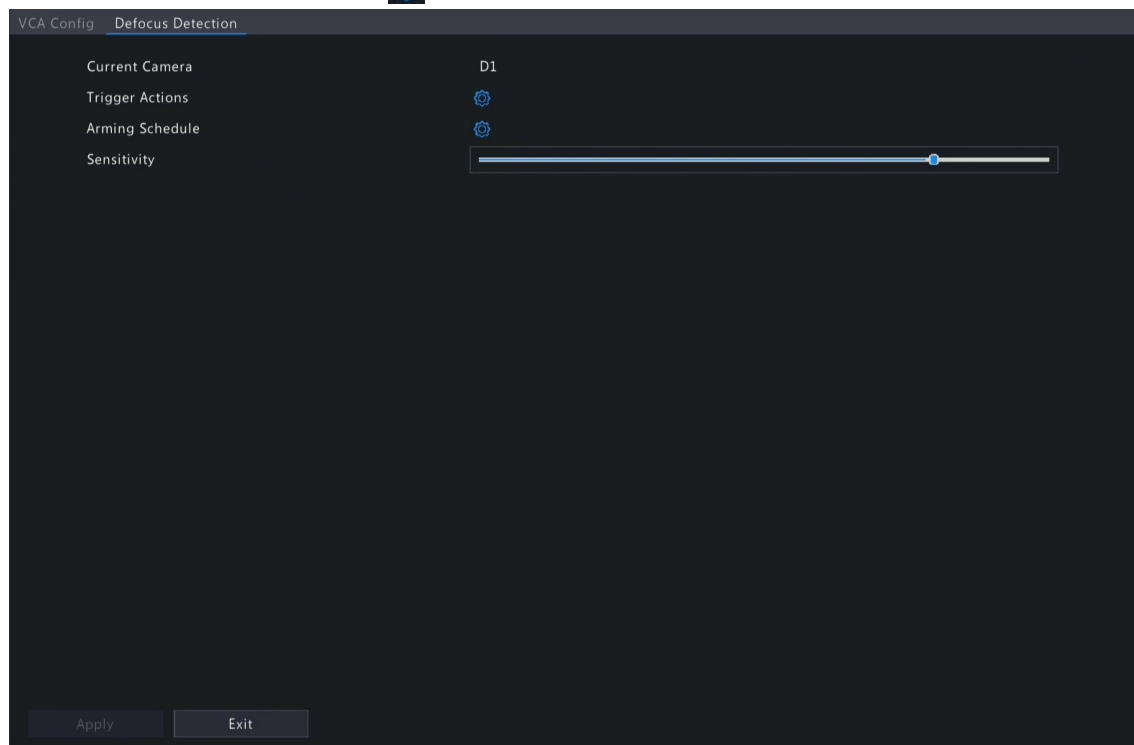 VCA Config Defocus Detection
Current Camera D1
Trigger Actions
Arming Schedule
Sensitivity
Apply Exit